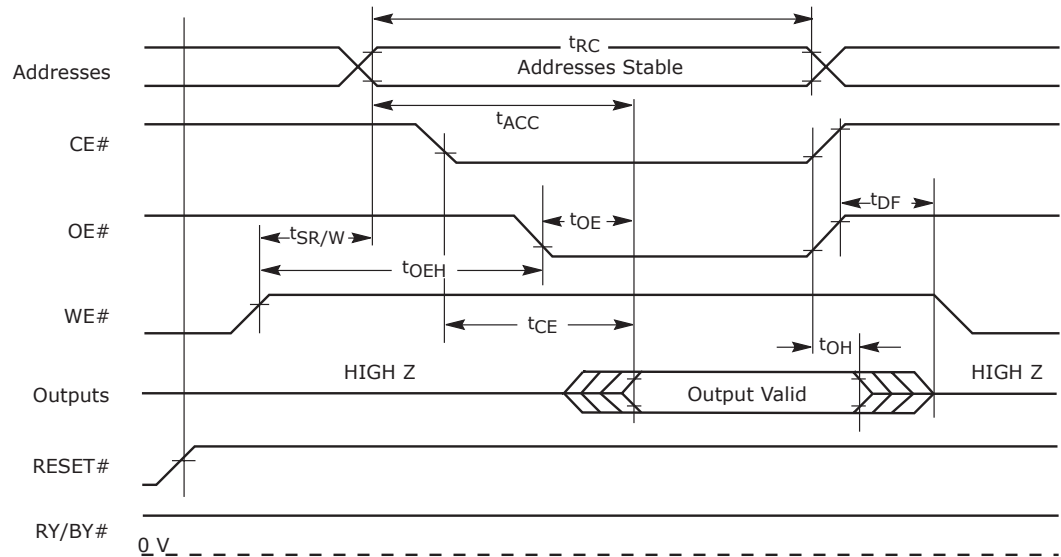 tRC
Addresses
Addresses Stable
tACC
CE#
tDF
tOE
OE#
tSR/W
tOEH
WE#
tCE
tOH
HIGH Z
HIGH Z
Outputs
Output Valid
RESET#
RY/BY#
0 V